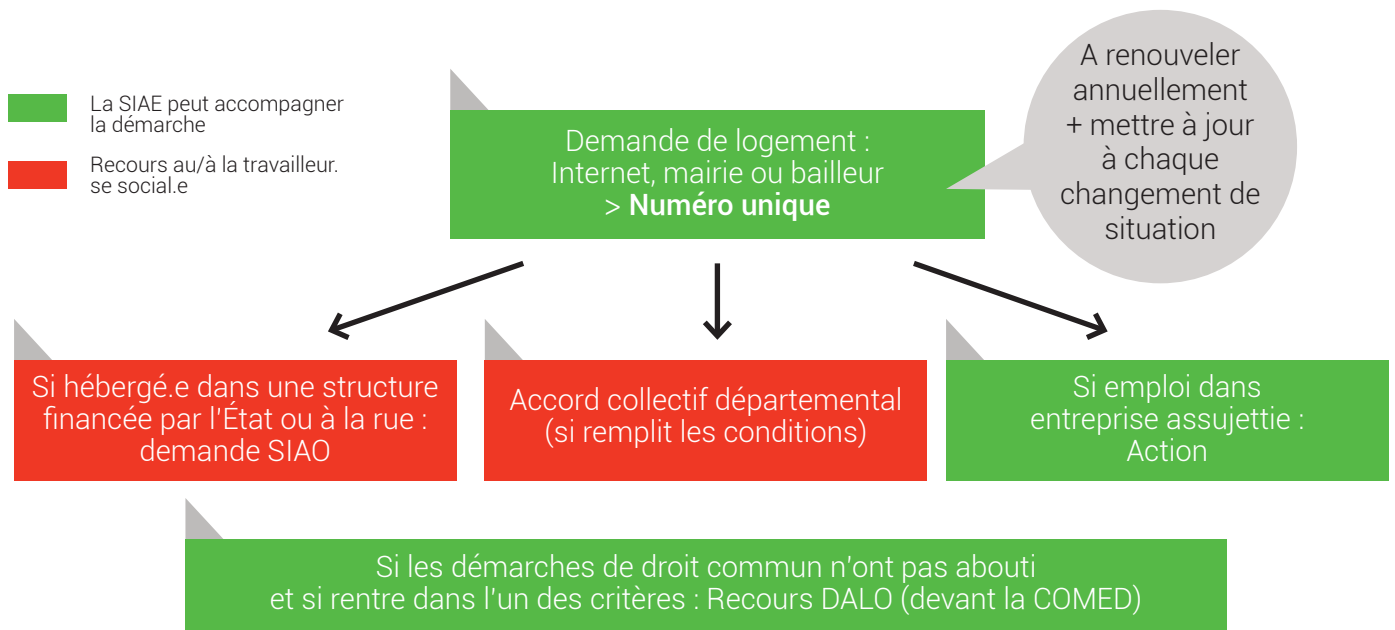 La SIAE peut accompagner
la démarche
Recours au/à la travailleur.
se social.e
Demande de logement :
Internet, mairie ou bailleur
> Numéro unique
A renouveler
annuellement
+ mettre à jour
à chaque
changement de
situation
Si hébergé.e dans une structure
financée par l'État ou à la rue :
demande SIAO
Accord collectif départemental
(si remplit les conditions)
Si emploi dans
entreprise assujettie :
Action
Si les démarches de droit commun n'ont pas abouti
et si rentre dans l'un des critères : Recours DALO (devant la COMED)